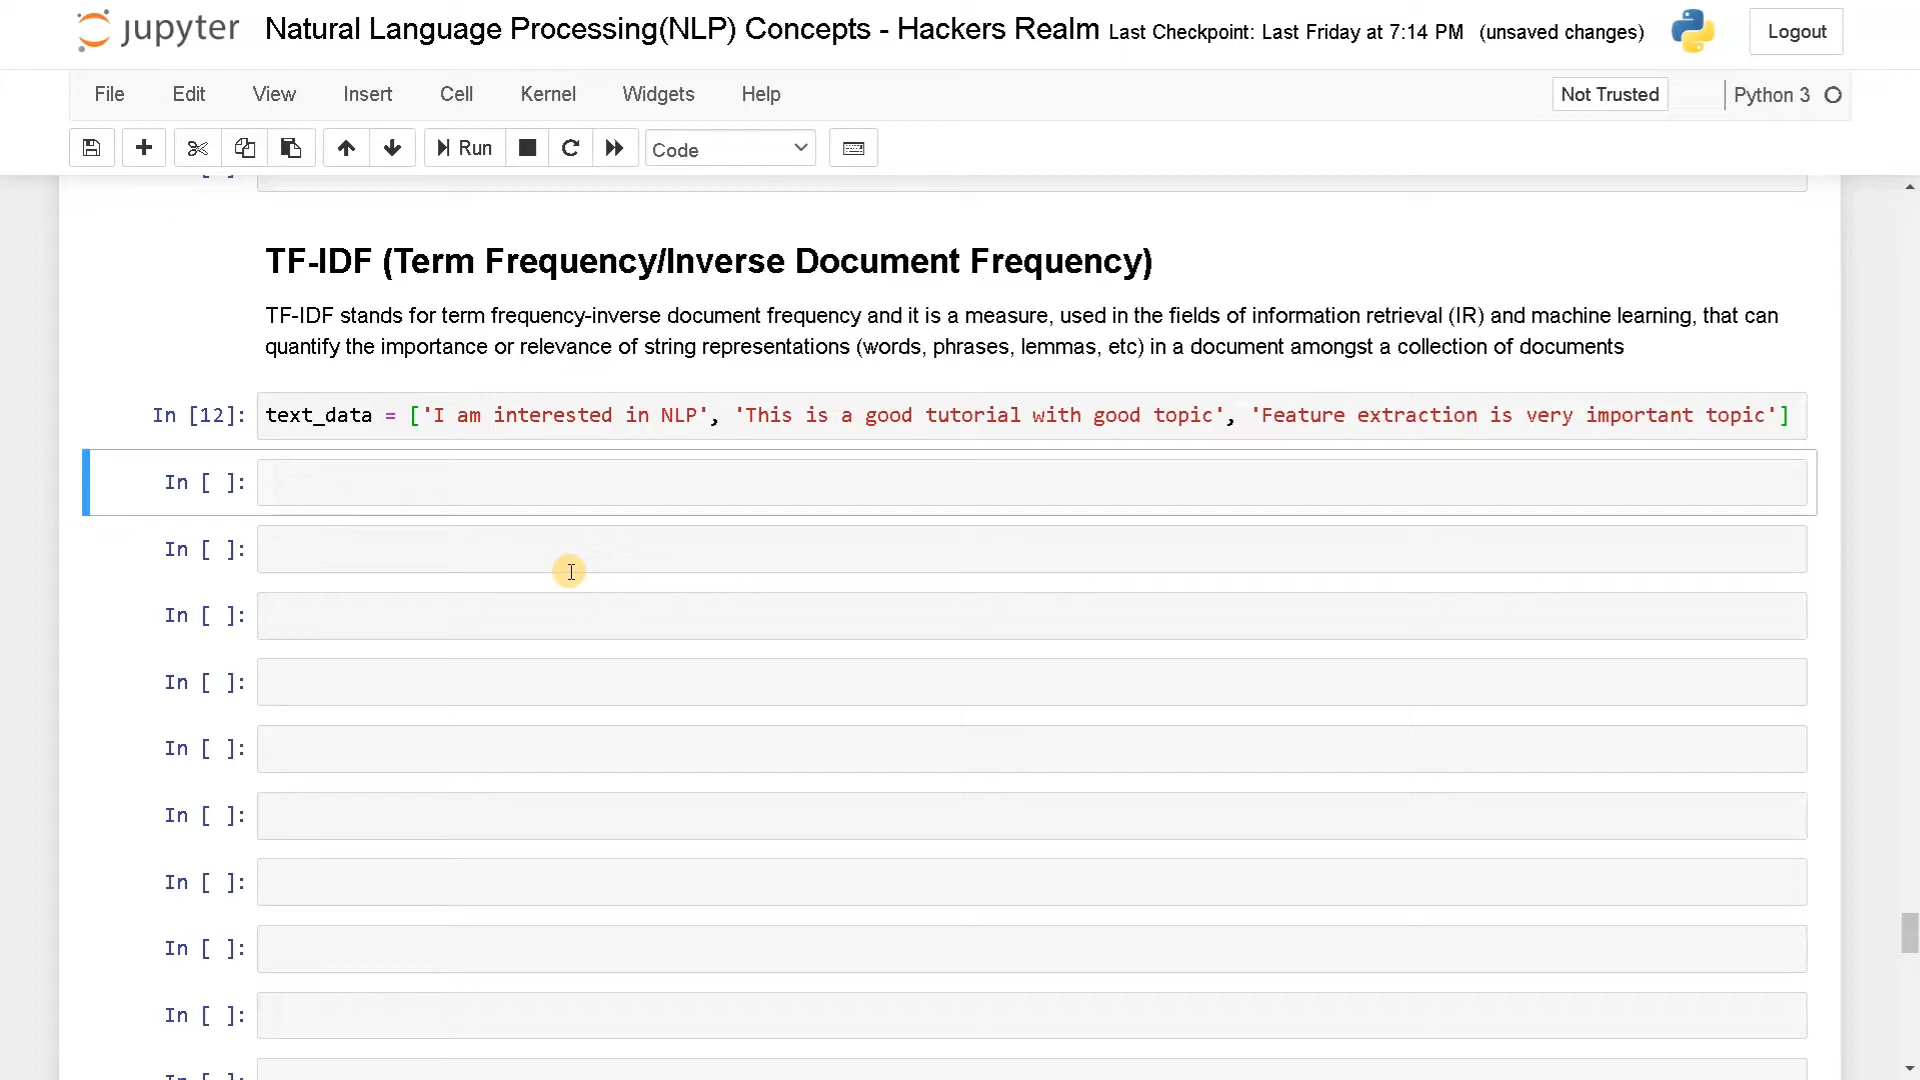 jupyter Natural Language Processing(NLP) Concepts - Hackers Realm Last Checkpoint: Last Friday at 7:14 PM (unsaved changes) Logout
File Edit View Insert Cell Kernel Widgets Help Not Trusted Python 3
Run Code
TF-IDF (Term Frequency/Inverse Document Frequency)
TF-IDF stands for term frequency-inverse document frequency and it is a measure, used in the fields of information retrieval (IR) and machine learning, that can
quantify the importance or relevance of string representations (words, phrases, lemmas, etc) in a document amongst a collection of documents
In [12]: text_data = ['I am interested in NLP', 'This is a good tutorial with good topic', 'Feature extraction is very important topic']
In [ ]:
In [ ]:
In [ ]:
In [ ]:
In [ ]:
In [ ]:
In [ ]:
In [ ]:
In [ ]: